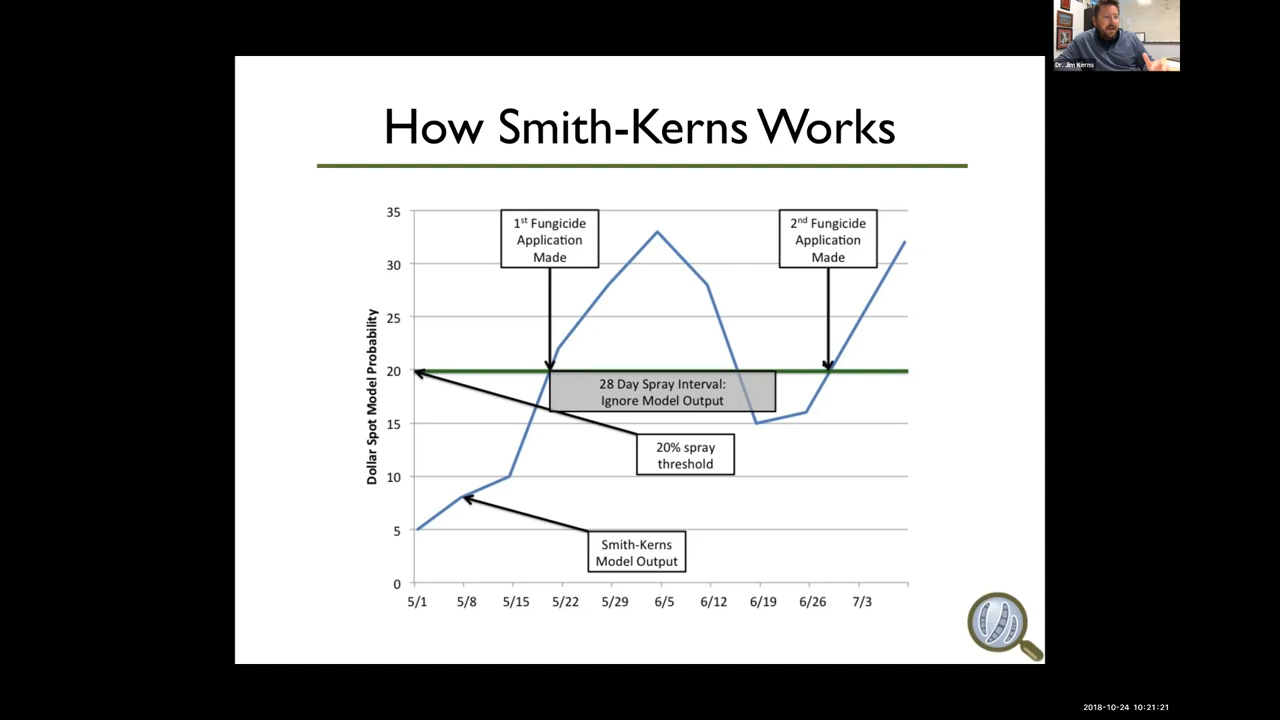 Dr. Jim Kerns
How Smith-Kerns Works
Dollar Spot Model Probability
35
30
25
20
15
10
5
0
1st Fungicide
Application
Made
2nd Fungicide
Application
Made
28 Day Spray Interval:
Ignore Model Output
20% spray
threshold
Smith-Kerns
Model Output
5/1 5/8 5/15 5/22 5/29 6/5 6/12 6/19 6/26 7/3
2018-10-24 10:21:21